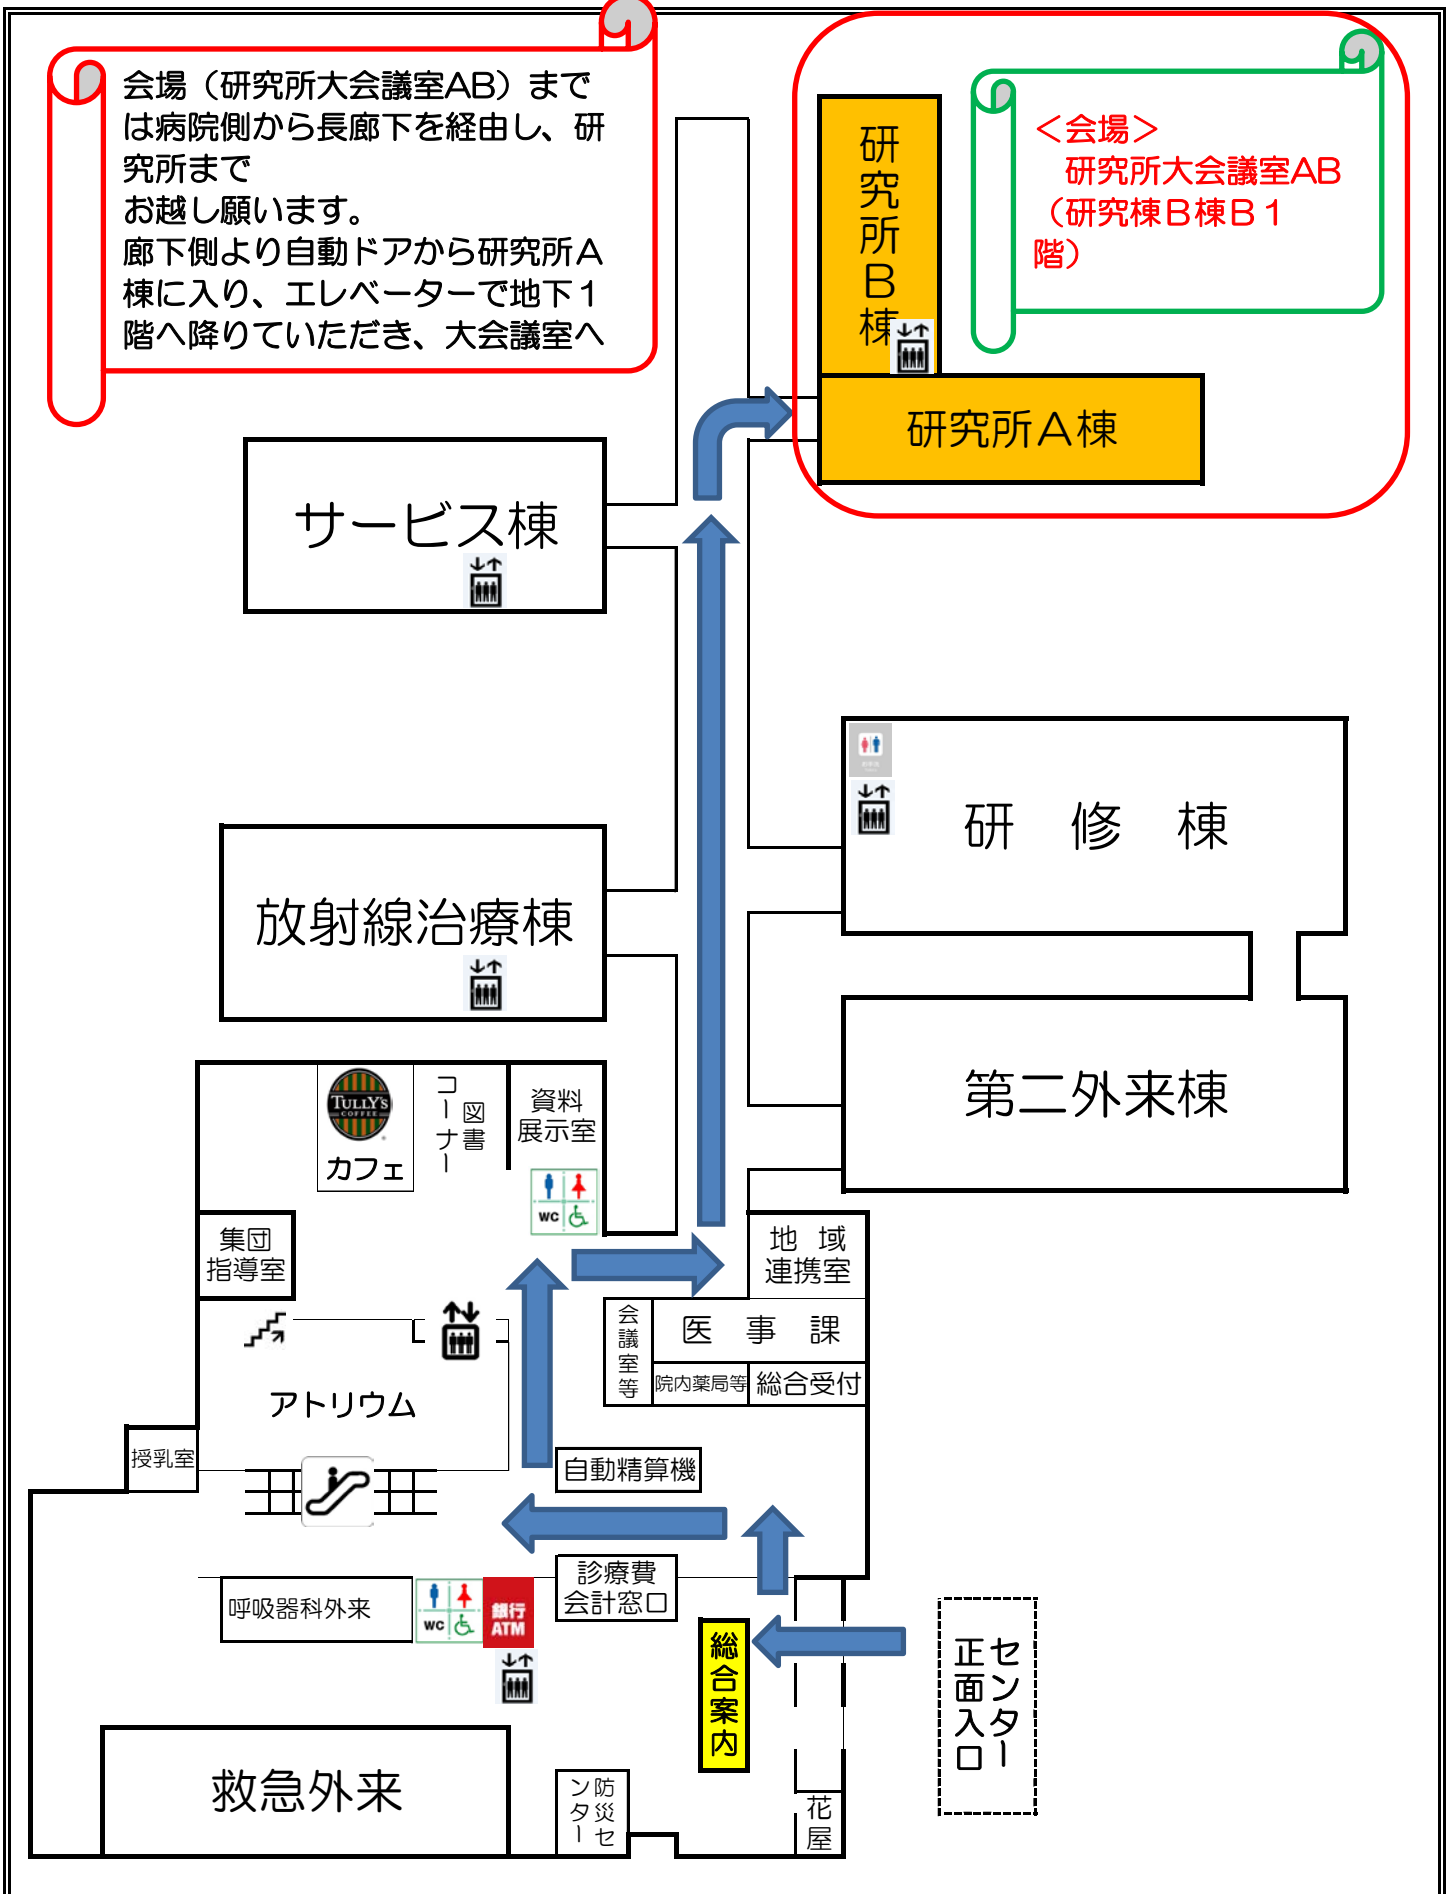 会場（研究所大会議室AB）まで
は病院側から長廊下を経由し、研
究所まで
お越し願います。
廊下側より自動ドアから研究所A
棟に入り、エレベーターで地下１
階へ降りていただき、大会議室へ
＜会場＞
研究所大会議室AB
（研究棟Ｂ棟Ｂ１
階）
研究所Ｂ棟
研究所Ａ棟
サービス棟
研　修　棟
放射線治療棟
第二外来棟
TULLY'S
COFFEE
カフェ
図書
コーナー
資料
展示室
WC
集団
指導室
地　域
連携室
会議室等
医　事　課
院内薬局等
総合受付
アトリウム
授乳室
自動精算機
診療費
会計窓口
呼吸器科外来
WC
銀行
ATM
総合案内
センター
正面入口
救急外来
防災セ
ンター
花屋